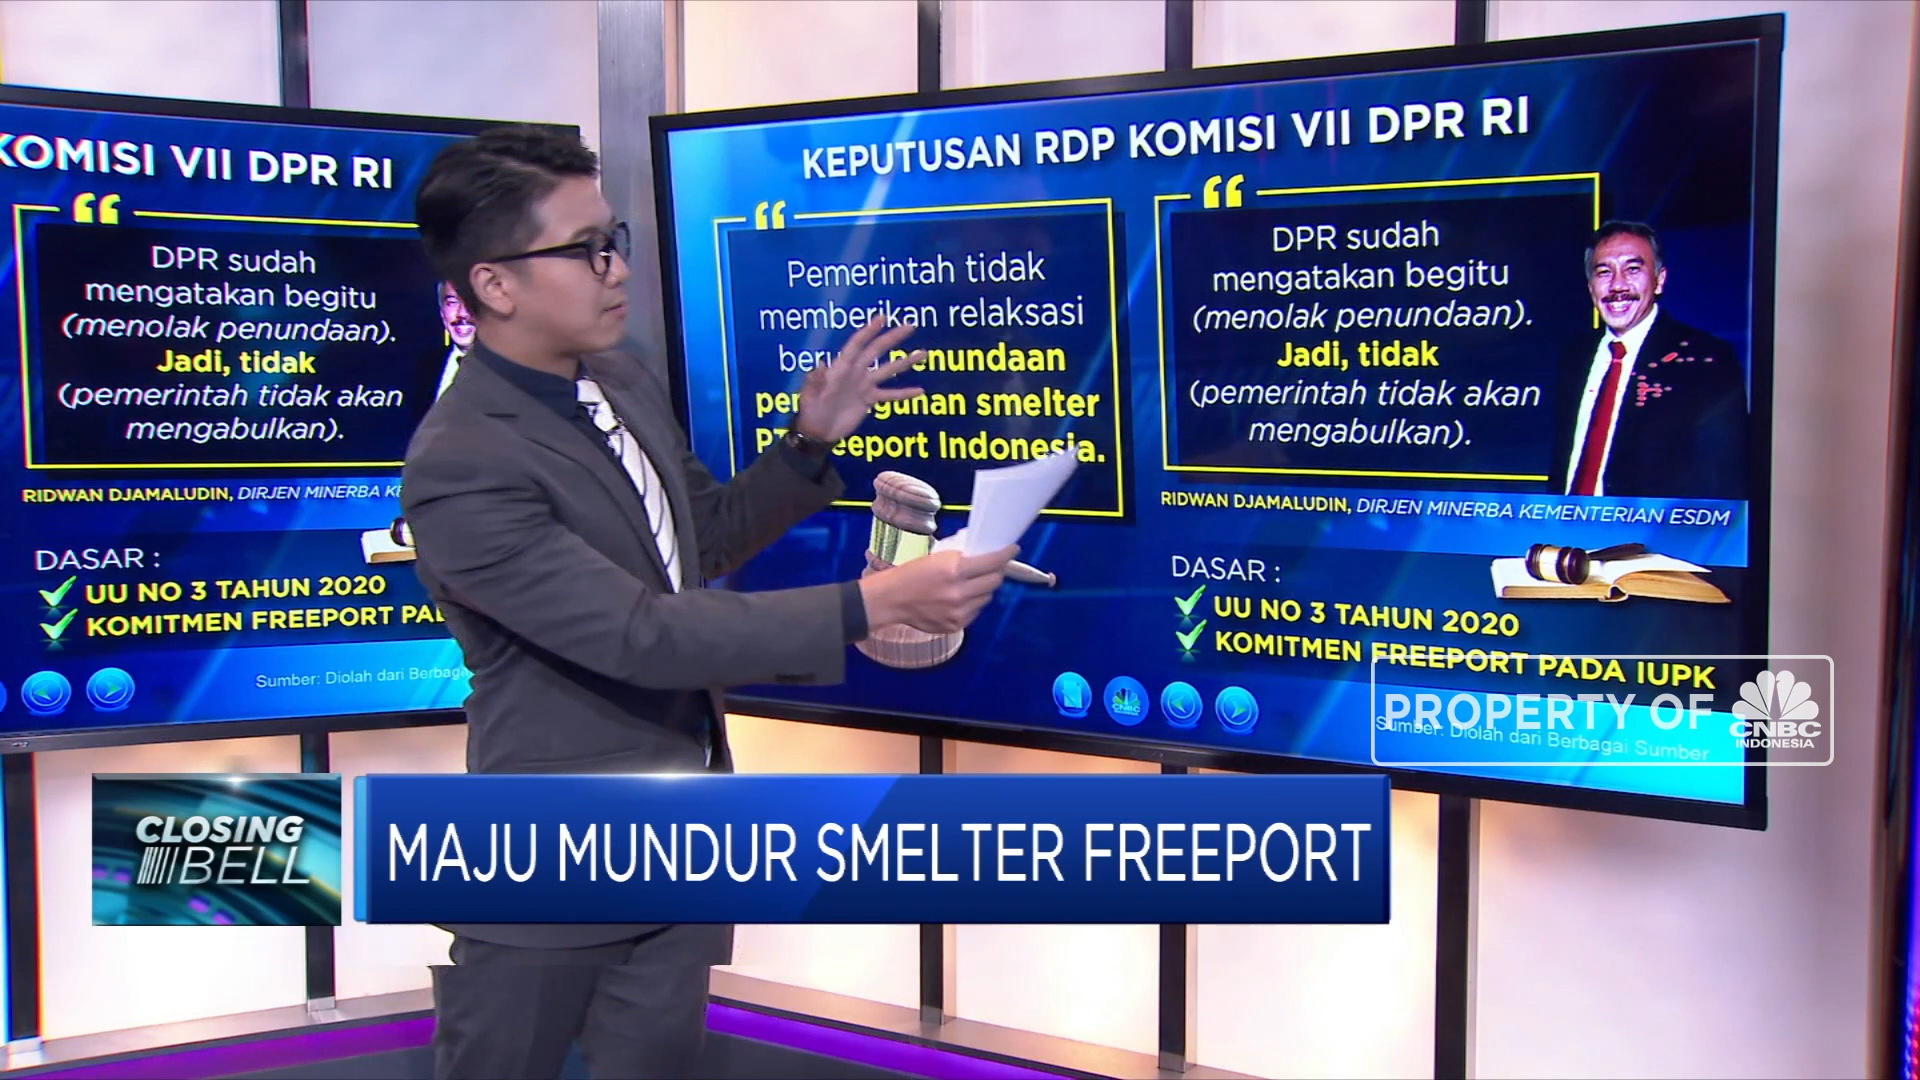 KOMISI VII DPR RI
DPR sudah
mengatakan begitu
(menolak penundaan).
Jadi, tidak
(pemerintah tidak akan
mengabulkan).
RIDWAN DJAMALUDIN, DIRJEN MINERBA
DASAR :
UU NO 3 TAHUN 2020
KOMITMEN FREEPORT
Sumber: Diolah dari
KEPUTUSAN RDP KOMISI VII DPR RI
Pemerintah tidak
memberikan relaksasi
penundaan
smelter
Indonesia.
DPR sudah
mengatakan begitu
(menolak penundaan).
Jadi, tidak
(pemerintah tidak akan
mengabulkan).
RIDWAN DJAMALUDIN, DIRJEN MINERBA KEMENTERIAN ESDM
DASAR :
UU NO 3 TAHUN 2020
KOMITMEN FREEPORT PADA IUPK
Sumber: Diolah dari Berbagai Sumber
PROPERTY OF CNBC INDONESIA
CLOSING
BELL
MAJU MUNDUR SMELTER FREEPORT